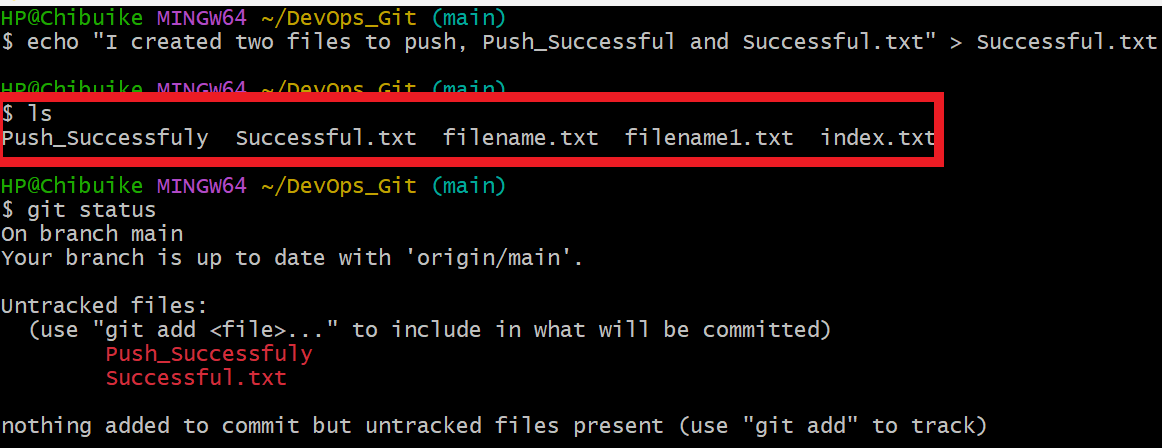 HP@Chibuike MINGW64 ~/DevOps_Git (main)
$ echo "I created two files to push, Push_Successful and Successful.txt" > Successful.txt
HP@Chibuike MINGW64 ~/DevOps_Git (main)
$ ls
Push_Successfuly  Successful.txt  filename.txt  filename1.txt  index.txt
HP@Chibuike MINGW64 ~/DevOps_Git (main)
$ git status
On branch main
Your branch is up to date with 'origin/main'.
Untracked files:
  (use "git add <file>..." to include in what will be committed)
        Push_Successfuly
        Successful.txt
nothing added to commit but untracked files present (use "git add" to track)